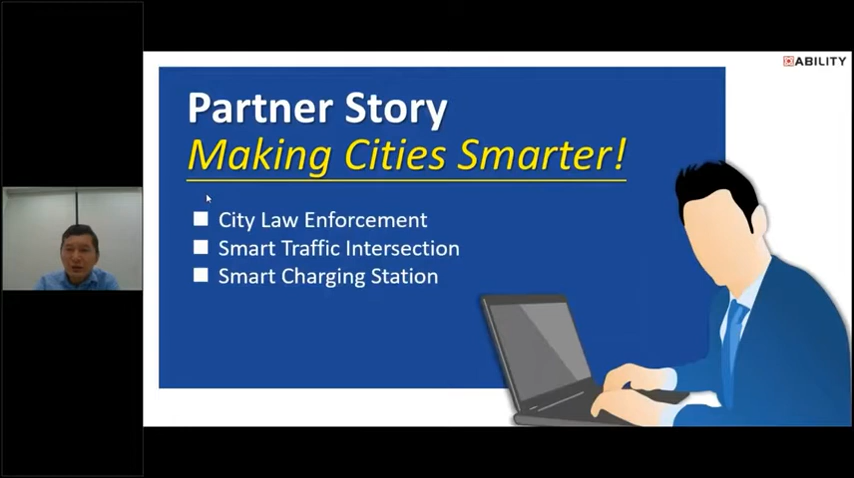 ABILITY
Partner Story
Making Cities Smarter!
City Law Enforcement
Smart Traffic Intersection
Smart Charging Station